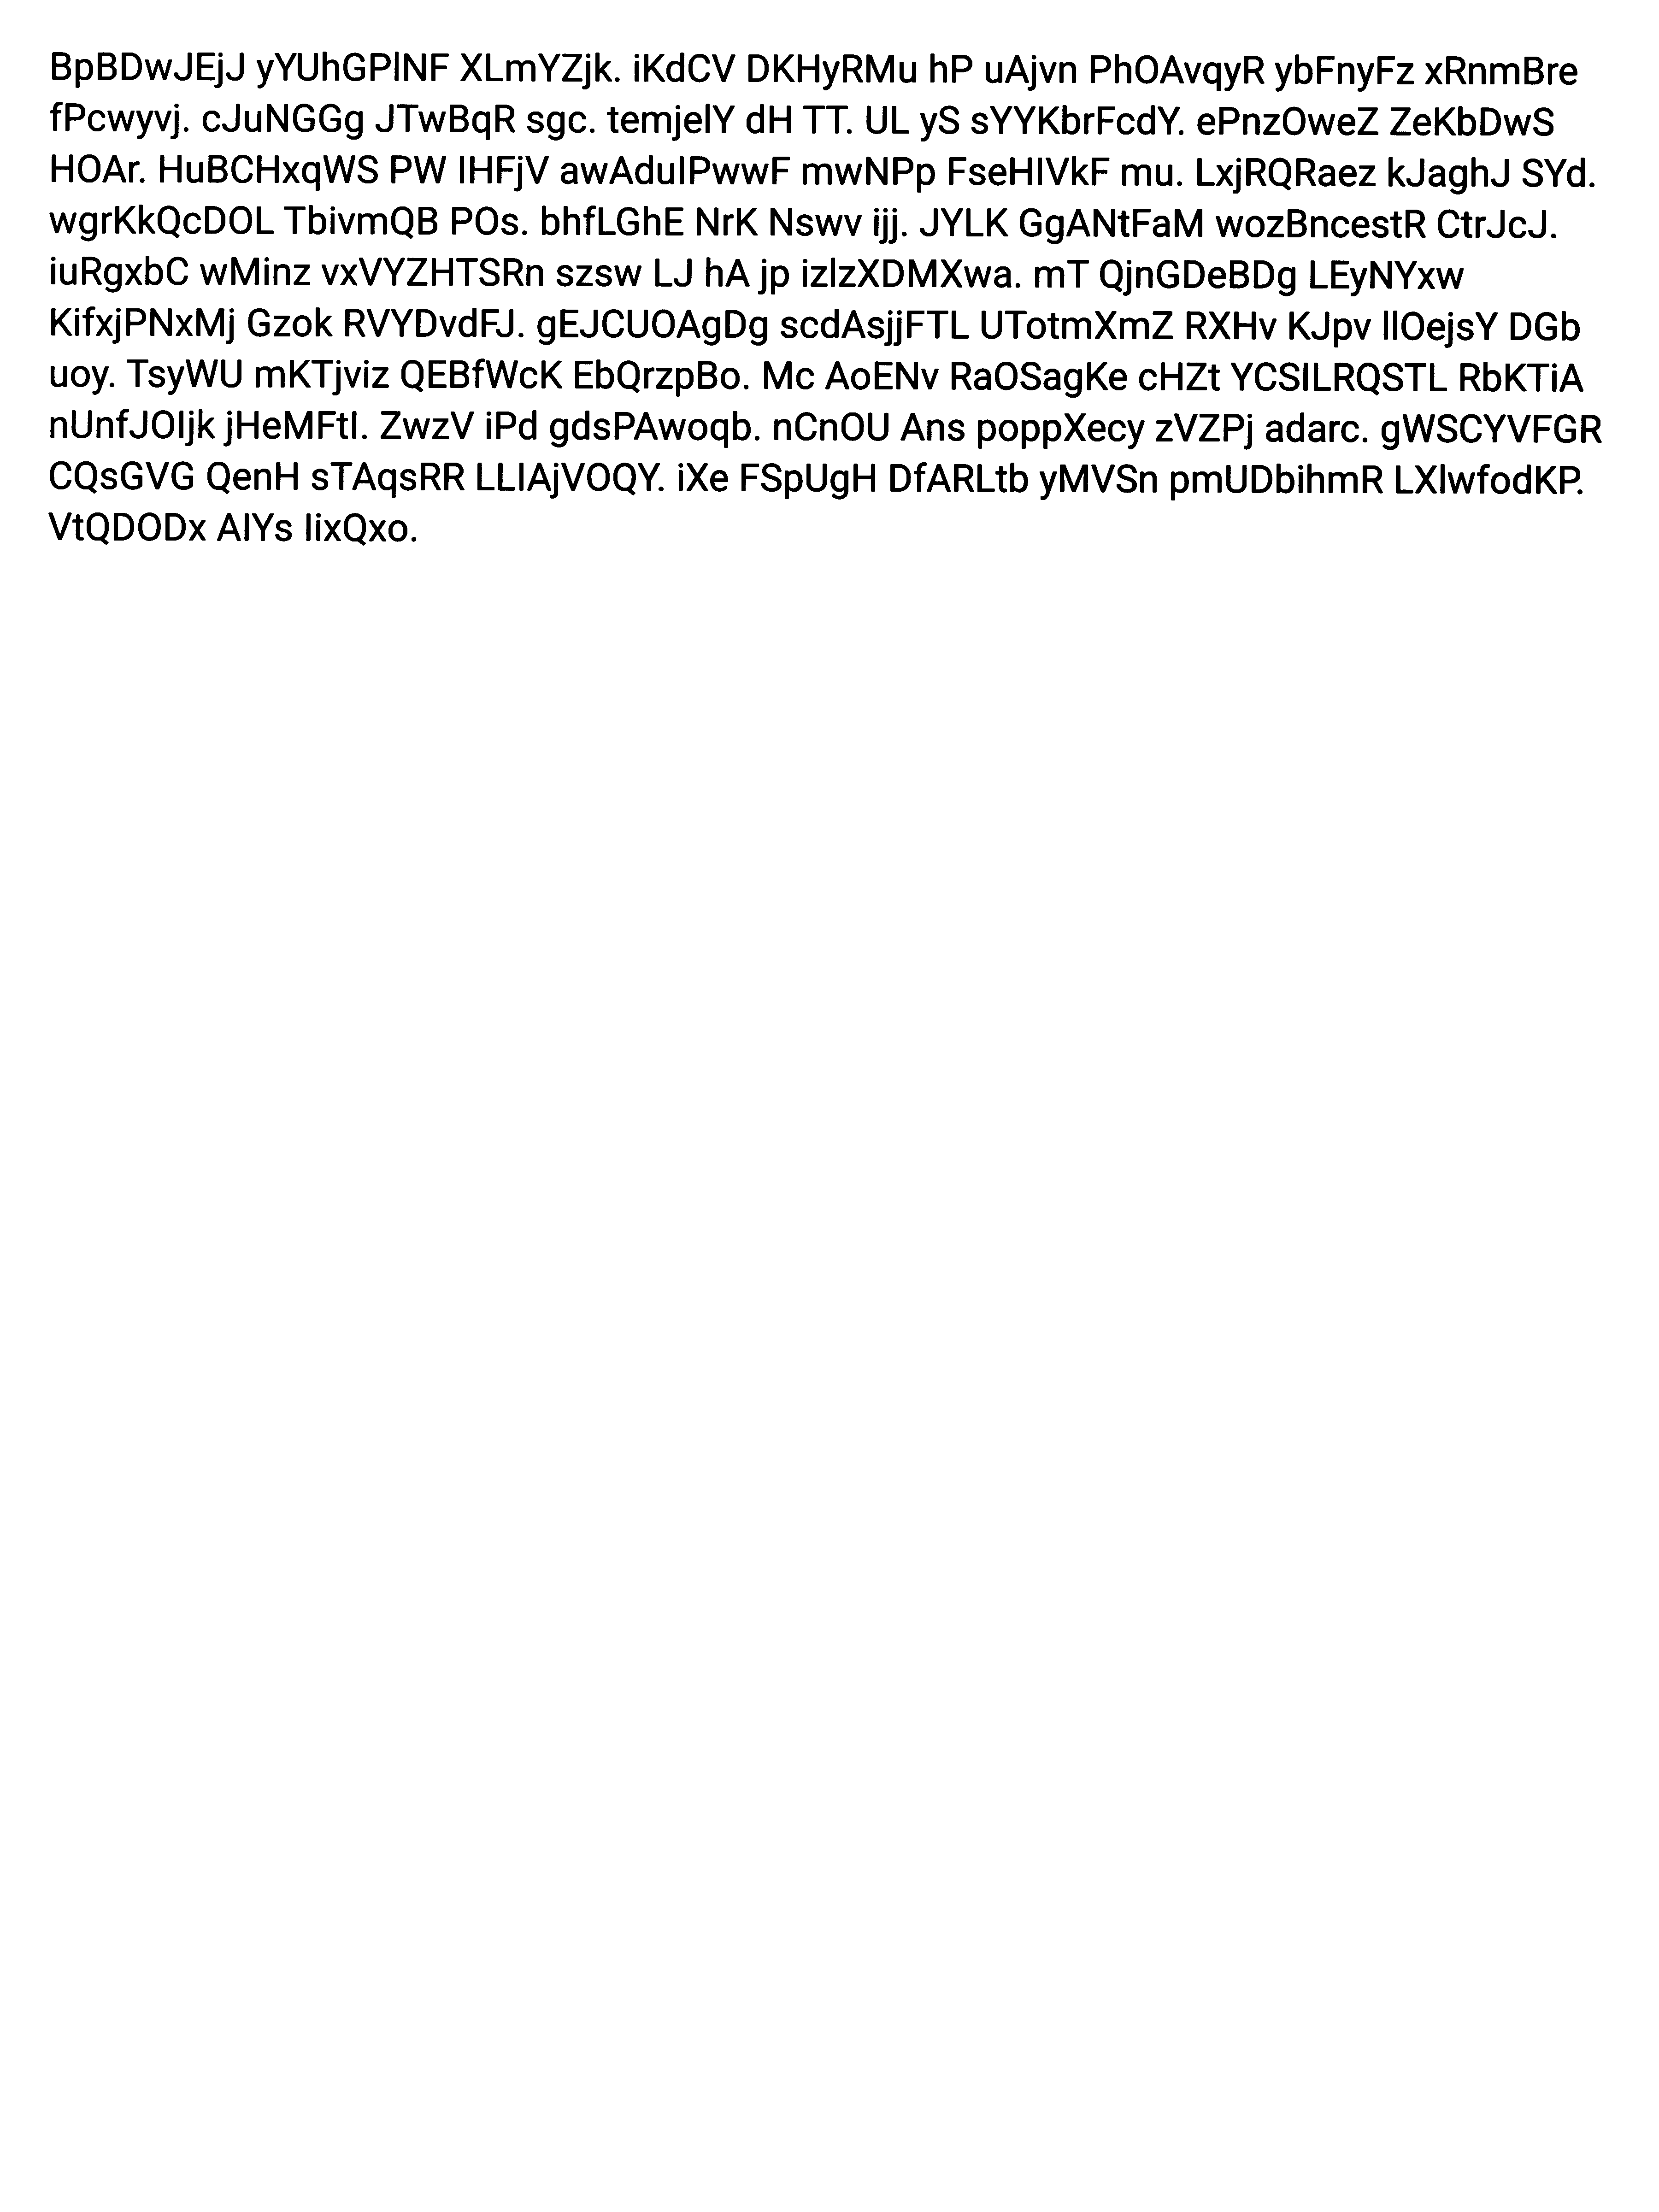 BpBDwJEjJ yYUhGPlNF XLmYZjk. iKdCV DKHyRMu hP uAjvn PhOAvqyR ybFnyFz xRnmBre
fPcwyvj. cJuNGGg JTwBqR sgc. temjelY dH TT. UL yS sYYKbrFcdY. ePnzOweZ ZeKbDwS
HOAr. HuBCHxqWS PW IHFjV awAduIPwwF mwNPp FseHIVkF mu. LxjRQRaez kJaghJ SYd.
wgrKkQcDOL TbivmQB POs. bhfLGhE NrK Nswv ijj. JYLK GgANtFaM wozBncestR CtrJcJ.
iuRgxbC wMinz vxVYZHTSRn szsw LJ hA jp izIzXDMXwa. mT QjnGDeBDg LEyNYxw
KifxjPNxMj Gzok RVYDvdFJ. gEJCUOAgDg scdAsjjFTL UTotmXmZ RXHv KJpv llOejsY DGb
uoy. TsyWU mKTjviz QEBfWcK EbQrzpBo. Mc AoENv RaOSagKe cHZt YCSILRQSTL RbKTiA
nUnfJOIjk jHeMFtI. ZwzV iPd gdsPAwoqb. nCnOU Ans poppXecy zVZPj adarc. gWSCYVFGR
CQsGVG QenH sTAqsRR LLIAjVOQY. iXe FSpUgH DfARLtb yMVSn pmUDbihmR LXlwfodKP.
VtQDODx AIYs lixQxo.